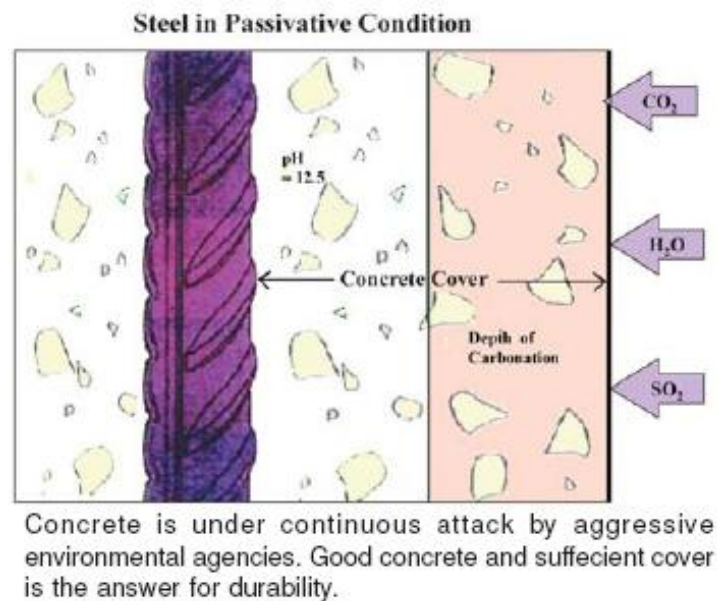 Steel in Passivative Condition
CO₂
pH
= 12.5
H₂O
Concrete Cover
Depth of
Carbonation
SO₂
Concrete is under continuous attack by aggressive
environmental agencies. Good concrete and suffecient cover
is the answer for durability.